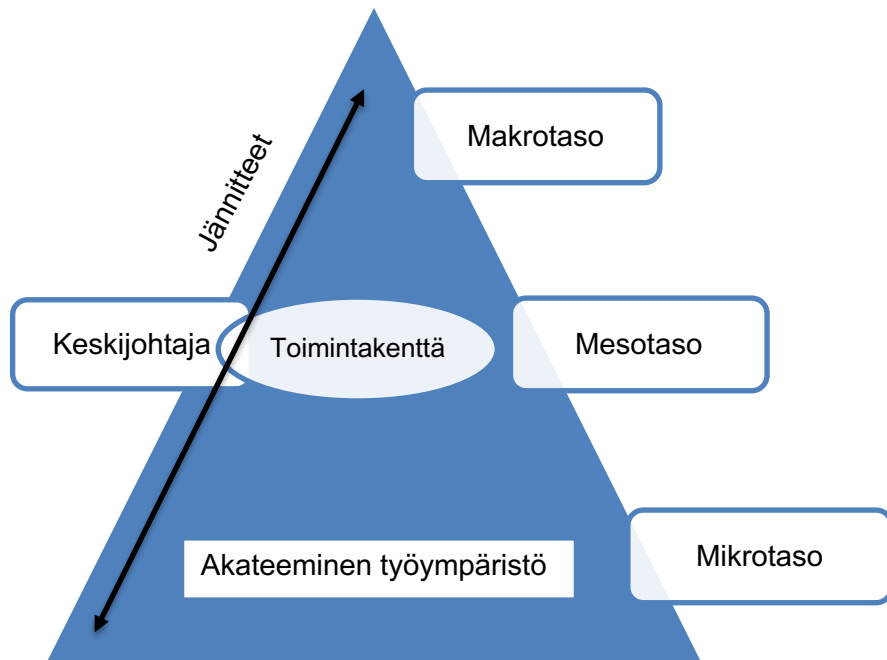 Makrotaso
Jännitteet
Keskijohtaja
Toimintakenttä
Mesotaso
Akateeminen työympäristö
Mikrotaso